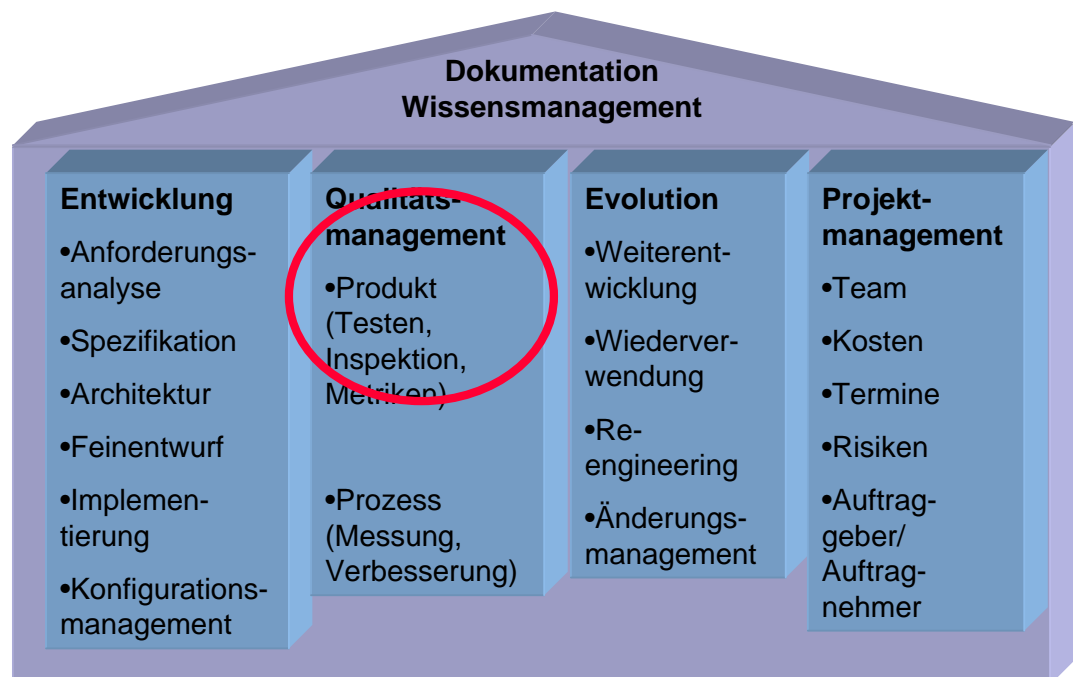 Dokumentation
Wissensmanagement
Entwicklung
•Anforderungs-
analyse
•Spezifikation
•Architektur
•Feinentwurf
•Implemen-
tierung
•Konfigurations-
management
Qualitäts-
management
•Produkt
(Testen,
Inspektion,
Metriken)
•Prozess
(Messung,
Verbesserung)
Evolution
•Weiterent-
wicklung
•Wiederver-
wendung
•Re-
engineering
•Änderungs-
management
Projekt-
management
•Team
•Kosten
•Termine
•Risiken
•Auftrag-
geber/
Auftrag-
nehmer